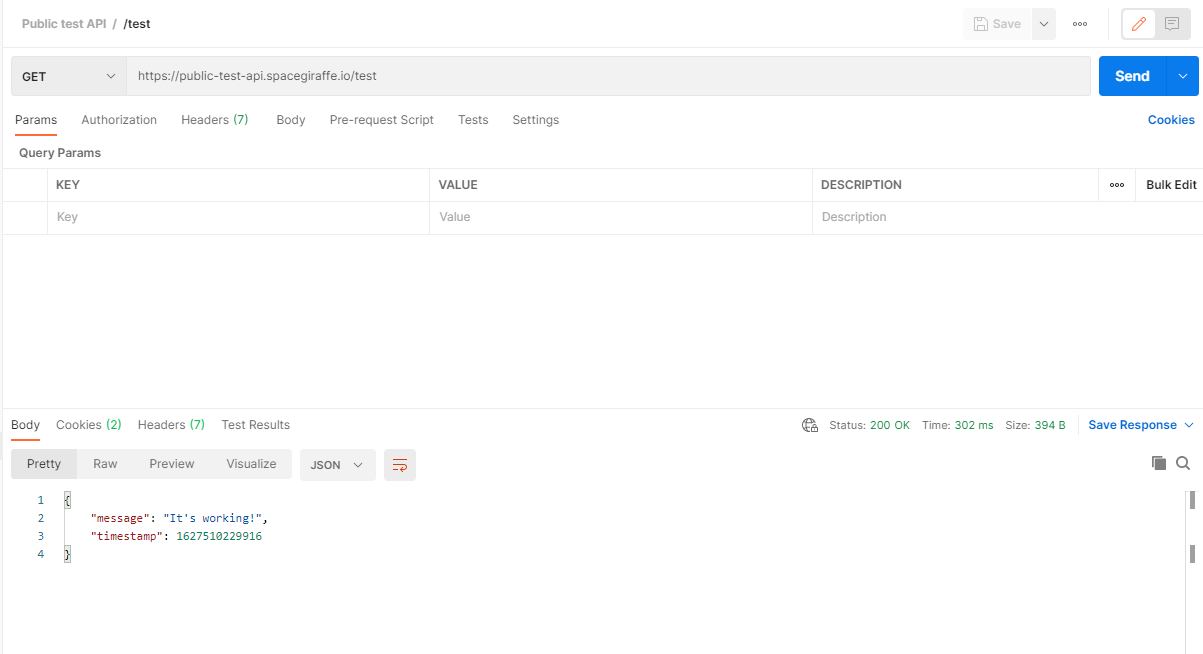 Public test API / /test Save
GET https://public-test-api.spacegiraffe.io/test Send
Params Authorization Headers (7) Body Pre-request Script Tests Settings Cookies
Query Params
KEY VALUE DESCRIPTION Bulk Edit
Key Value Description
Body Cookies (2) Headers (7) Test Results Status: 200 OK Time: 302 ms Size: 394 B Save Response
Pretty Raw Preview Visualize JSON
1 {
2 "message": "It's working!",
3 "timestamp": 1627510229916
4 }